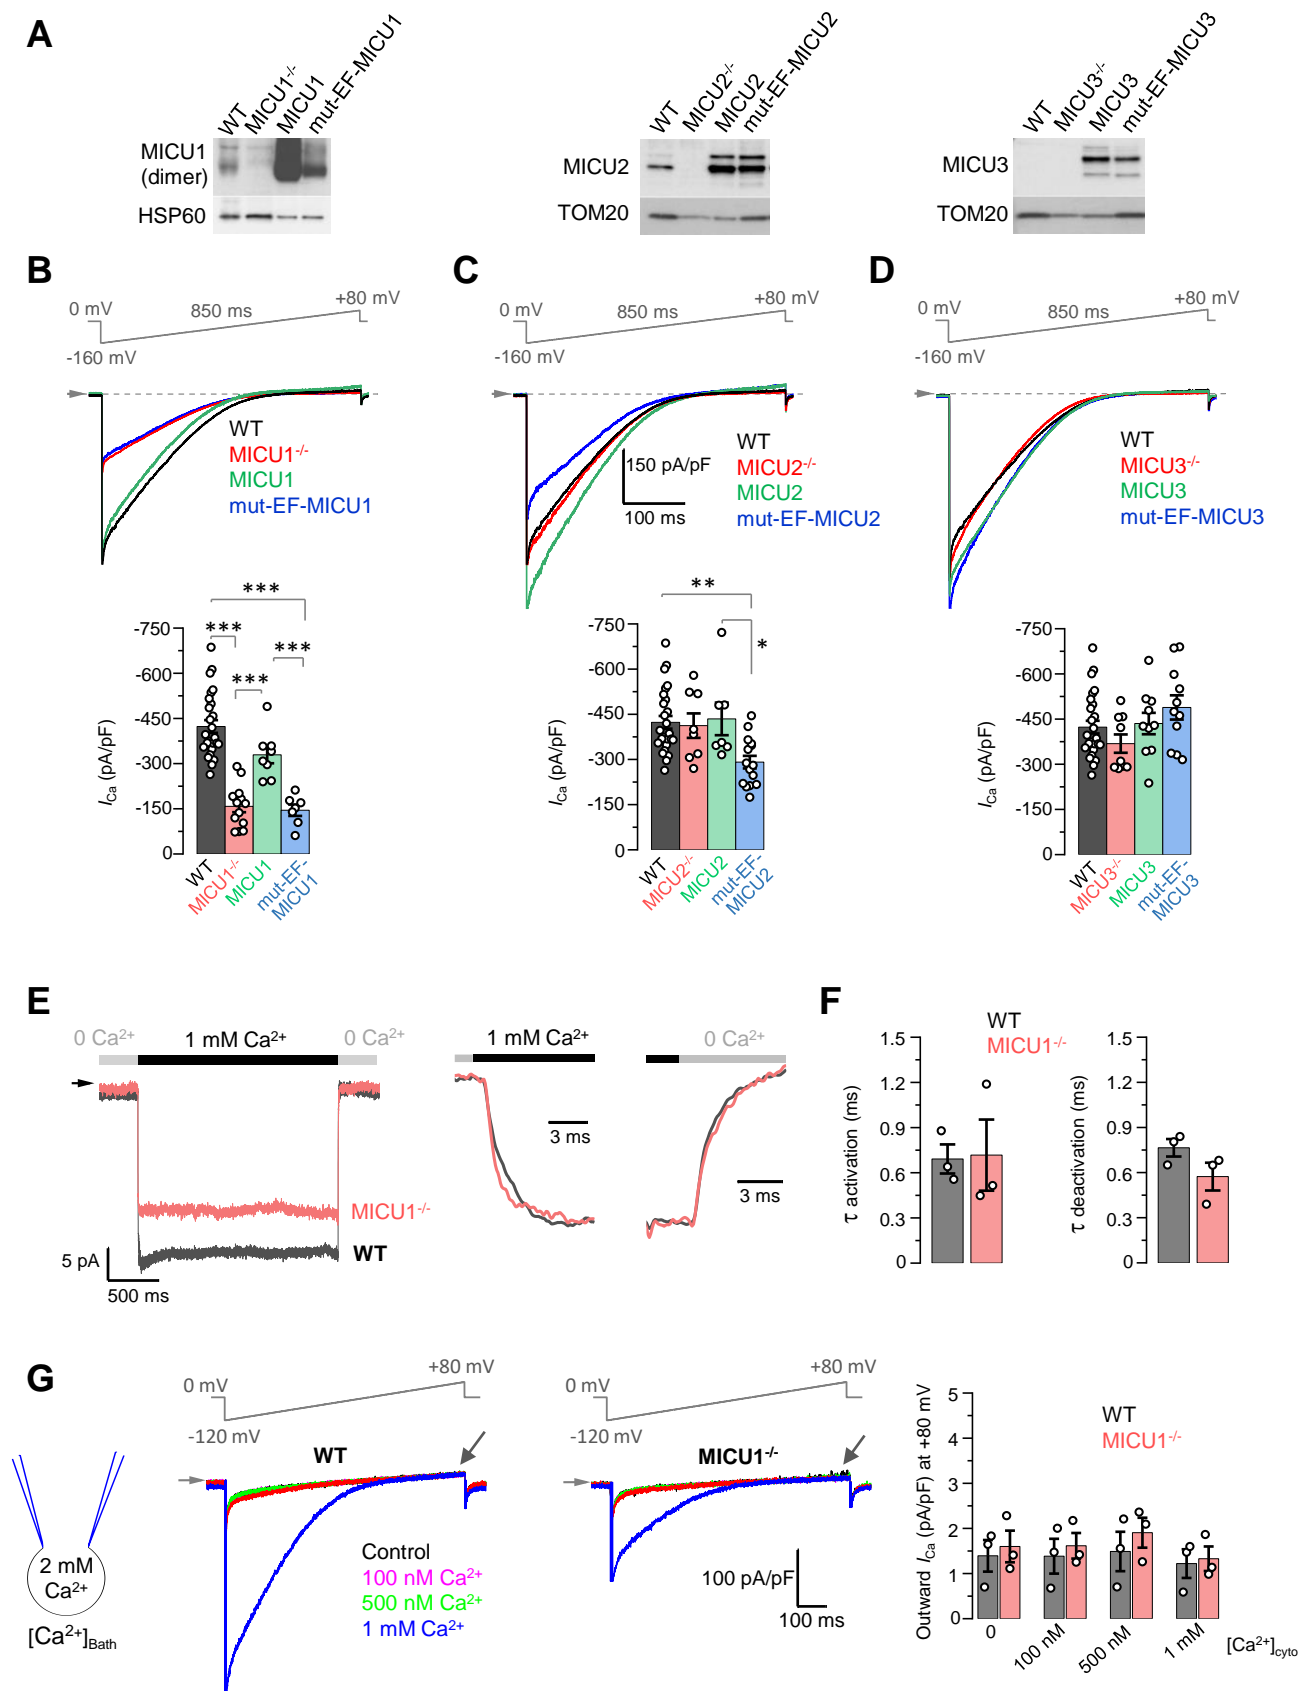 A
WT
MICU1-/-
MICU1
mut-EF-MICU1
MICU1
(dimer)
HSP60
WT
MICU2-/-
MICU2
mut-EF-MICU2
MICU2
TOM20
WT
MICU3-/-
MICU3
mut-EF-MICU3
MICU3
TOM20
B
0 mV
850 ms
+80 mV
-160 mV
WT
MICU1-/-
MICU1
mut-EF-MICU1
***
***
***
***
-750
-600
-450
-300
-150
0
ICa (pA/pF)
WT
MICU1-/-
MICU1
mut-EF-
MICU1
C
0 mV
850 ms
+80 mV
-160 mV
150 pA/pF
100 ms
WT
MICU2-/-
MICU2
mut-EF-MICU2
**
*
-750
-600
-450
-300
-150
0
ICa (pA/pF)
WT
MICU2-/-
MICU2
mut-EF-
MICU2
D
0 mV
850 ms
+80 mV
-160 mV
WT
MICU3-/-
MICU3
mut-EF-MICU3
-750
-600
-450
-300
-150
0
ICa (pA/pF)
WT
MICU3-/-
MICU3
mut-EF-
MICU3
E
0 Ca2+
1 mM Ca2+
0 Ca2+
MICU1-/-
WT
5 pA
500 ms
1 mM Ca2+
3 ms
0 Ca2+
3 ms
F
WT
MICU1-/-
1.5
1.2
0.9
0.6
0.3
0
τ activation (ms)
1.5
1.2
0.9
0.6
0.3
0
τ deactivation (ms)
G
2 mM
Ca2+
[Ca2+]Bath
0 mV
+80 mV
-120 mV
WT
Control
100 nM Ca2+
500 nM Ca2+
1 mM Ca2+
0 mV
+80 mV
-120 mV
MICU1-/-
100 pA/pF
100 ms
Outward ICa (pA/pF) at +80 mV
5
4
3
2
1
0
WT
MICU1-/-
0
100 nM
500 nM
1 mM
[Ca2+]cyto